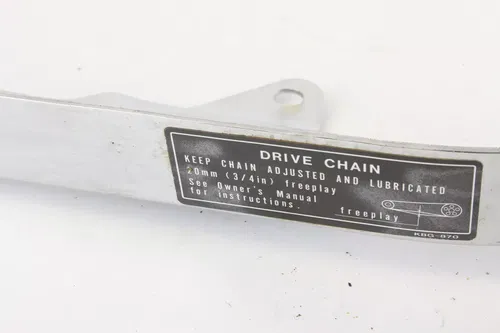 DRIVE CHAIN
KEEP CHAIN ADJUSTED AND LUBRICATED
20mm (3/4in) freeplay
See Owner's Manual
for instructions.
freeplay
KBG-870